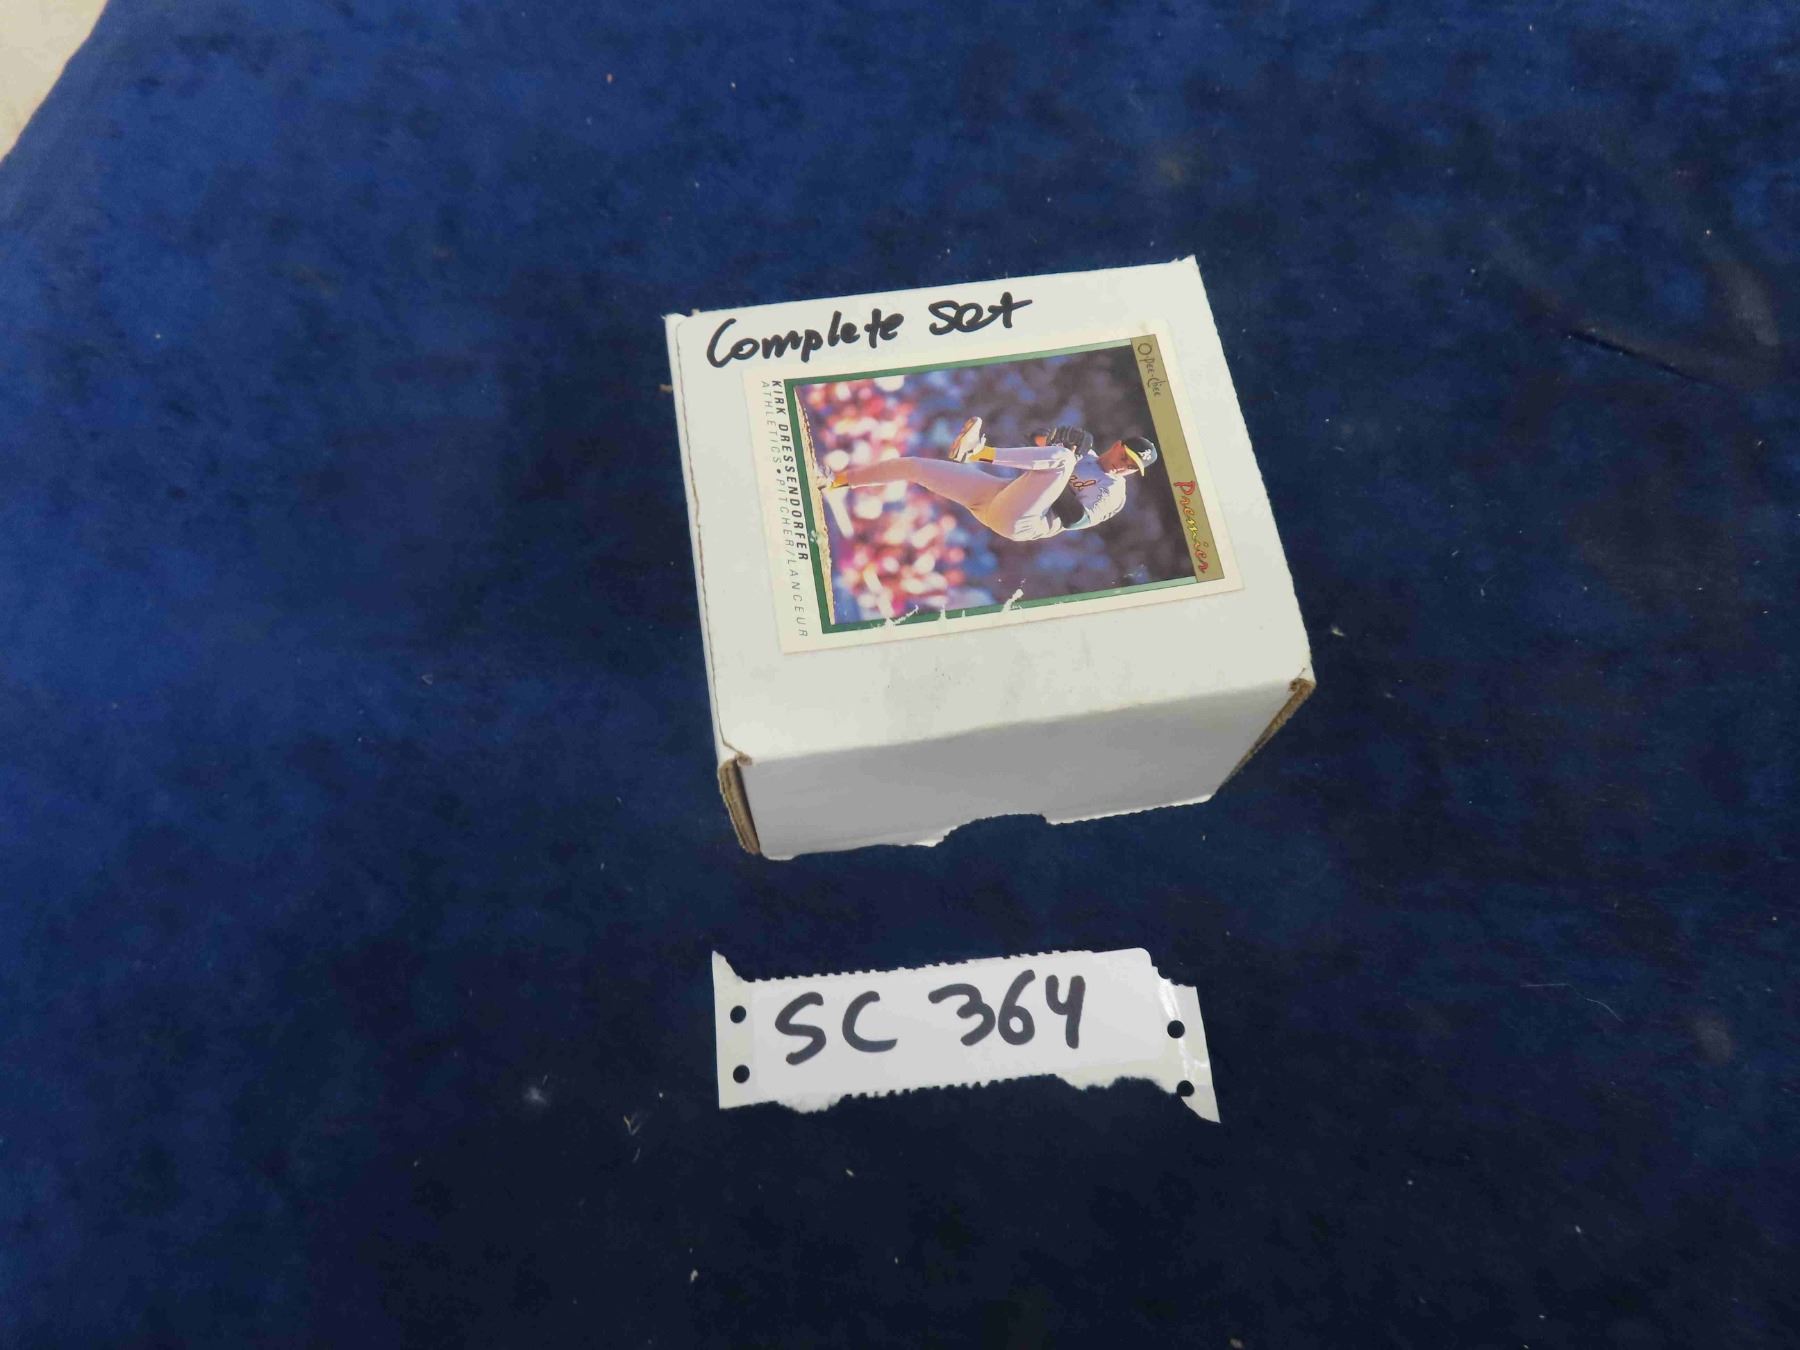 Complete Set
O-Pee-Chee
Premier
KIRK DRESSENDORFER
ATHLETICS • PITCHER/LANCEUR
SC 364